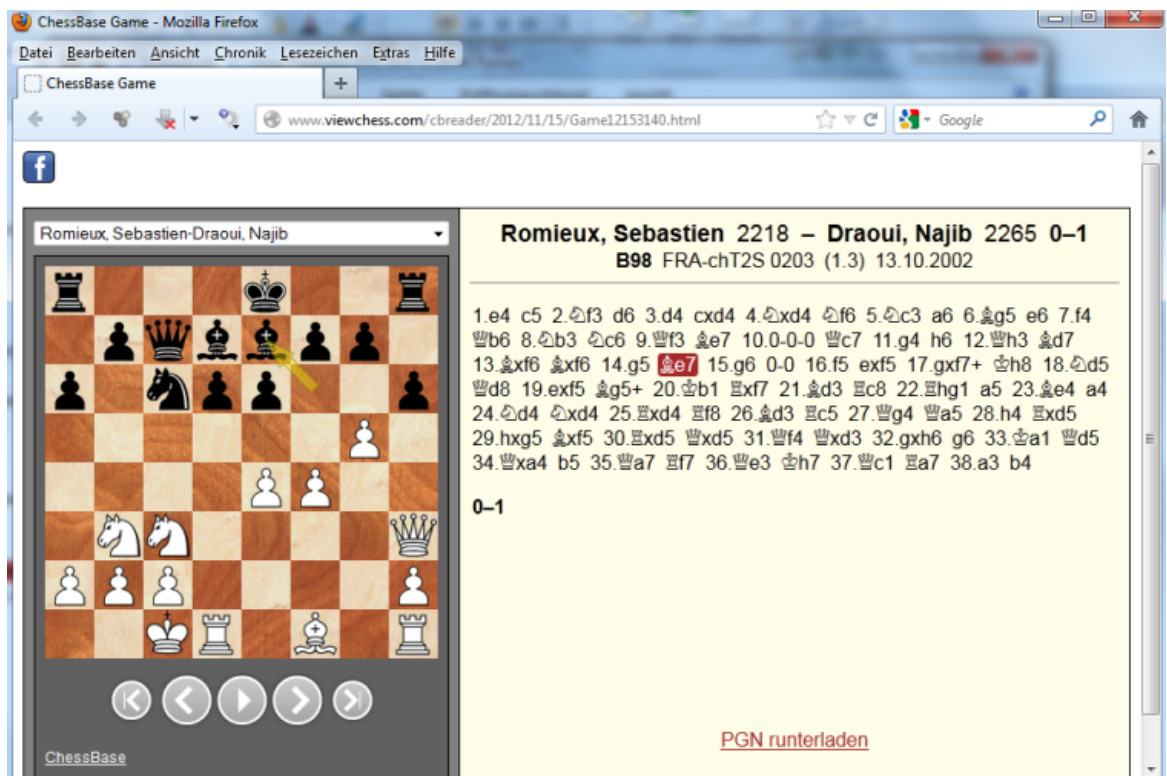 ChessBase Game - Mozilla Firefox
Datei Bearbeiten Ansicht Chronik Lesezeichen Extras Hilfe
ChessBase Game
www.viewchess.com/cbreader/2012/11/15/Game12153140.html
Google
Romieux, Sebastien-Draoui, Najib
Romieux, Sebastien 2218 – Draoui, Najib 2265 0–1
B98 FRA-chT2S 0203 (1.3) 13.10.2002
1.e4 c5 2.♘f3 d6 3.d4 cxd4 4.♘xd4 ♘f6 5.♘c3 a6 6.♗g5 e6 7.f4
♕b6 8.♘b3 ♘c6 9.♕f3 ♗e7 10.0-0-0 ♕c7 11.g4 h6 12.♕h3 ♗d7
13.♗xf6 ♗xf6 14.g5 ♗e7 15.g6 0-0 16.f5 exf5 17.gxf7+ ♔h8 18.♘d5
♕d8 19.exf5 ♗g5+ 20.♔b1 ♖xf7 21.♗d3 ♖c8 22.♖hg1 a5 23.♗e4 a4
24.♘d4 ♘xd4 25.♖xd4 ♖f8 26.♗d3 ♖c5 27.♕g4 ♕a5 28.h4 ♖xd5
29.hxg5 ♗xf5 30.♖xd5 ♕xd5 31.♕f4 ♕xd3 32.gxh6 g6 33.♔a1 ♕d5
34.♕xa4 b5 35.♕a7 ♖f7 36.♕e3 ♔h7 37.♕c1 ♖a7 38.a3 b4
0–1
PGN runterladen
ChessBase